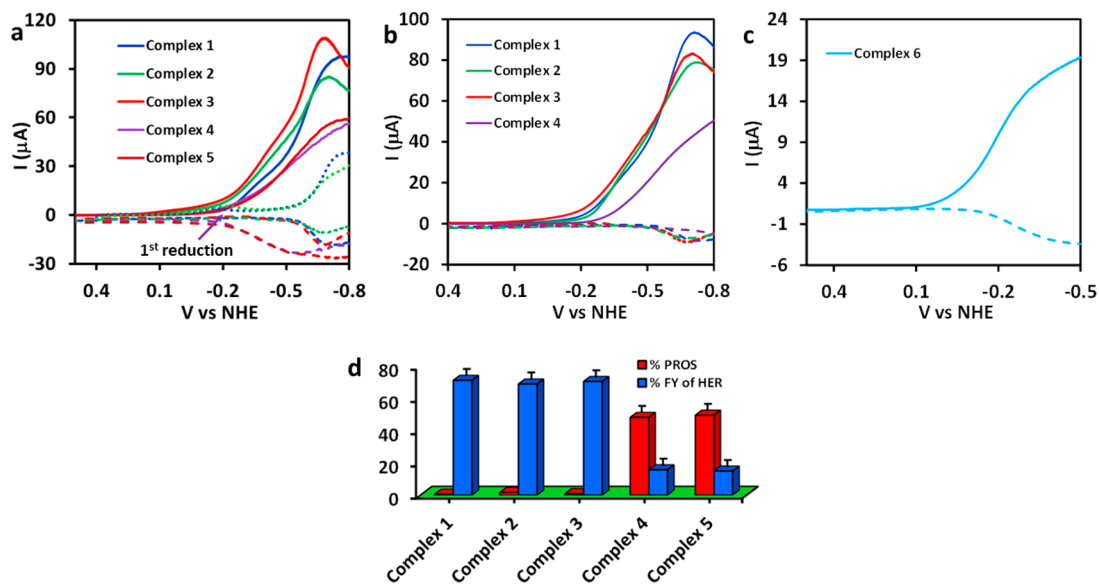 a
120
90
60
30
0
-30
I (μA)
Complex 1
Complex 2
Complex 3
Complex 4
Complex 5
1st reduction
0.4 0.1 -0.2 -0.5 -0.8
V vs NHE
b
100
80
60
40
20
0
-20
I (μA)
Complex 1
Complex 2
Complex 3
Complex 4
0.4 0.1 -0.2 -0.5 -0.8
V vs NHE
c
24
19
14
9
4
-1
-6
I (μA)
Complex 6
0.4 0.1 -0.2 -0.5
V vs NHE
d
80
60
40
20
0
% PROS
% FY of HER
Complex 1
Complex 2
Complex 3
Complex 4
Complex 5